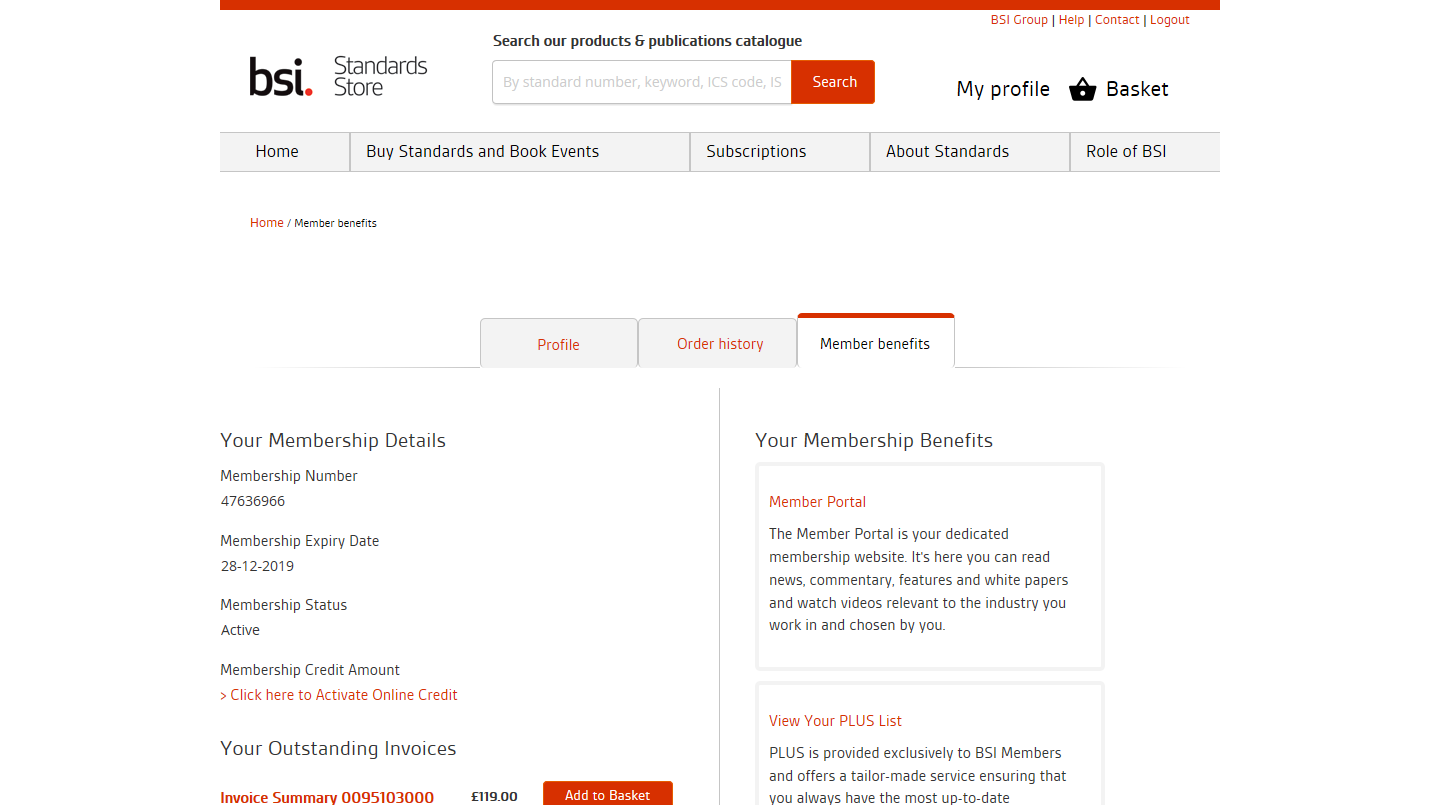 BSI Group | Help | Contact | Logout
Search our products & publications catalogue
bsi. Standards
Store
By standard number, keyword, ICS code, IS
Search
My profile
Basket
Home
Buy Standards and Book Events
Subscriptions
About Standards
Role of BSI
Home / Member benefits
Profile
Order history
Member benefits
Your Membership Details
Membership Number
47636966
Membership Expiry Date
28-12-2019
Membership Status
Active
Membership Credit Amount
> Click here to Activate Online Credit
Your Outstanding Invoices
Invoice Summary 0095103000
£119.00
Add to Basket
Your Membership Benefits
Member Portal
The Member Portal is your dedicated
membership website. It's here you can read
news, commentary, features and white papers
and watch videos relevant to the industry you
work in and chosen by you.
View Your PLUS List
PLUS is provided exclusively to BSI Members
and offers a tailor-made service ensuring that
you always have the most up-to-date